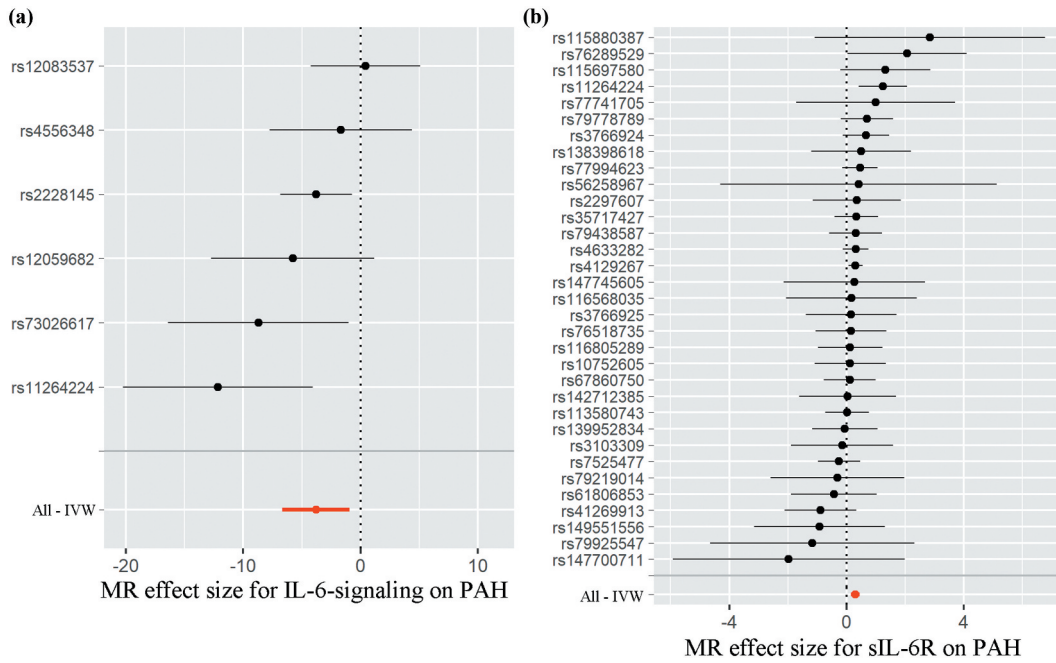 (a)
rs12083537
rs4556348
rs2228145
rs12059682
rs73026617
rs11264224
All - IVW
-20
-10
0
10
MR effect size for IL-6-signaling on PAH
(b)
rs115880387
rs76289529
rs115697580
rs11264224
rs77741705
rs79778789
rs3766924
rs138398618
rs77994623
rs56258967
rs2297607
rs35717427
rs79438587
rs4633282
rs4129267
rs147745605
rs116568035
rs3766925
rs76518735
rs116805289
rs10752605
rs67860750
rs142712385
rs113580743
rs139952834
rs3103309
rs7525477
rs79219014
rs61806853
rs41269913
rs149551556
rs79925547
rs147700711
All - IVW
-4
0
4
MR effect size for sIL-6R on PAH